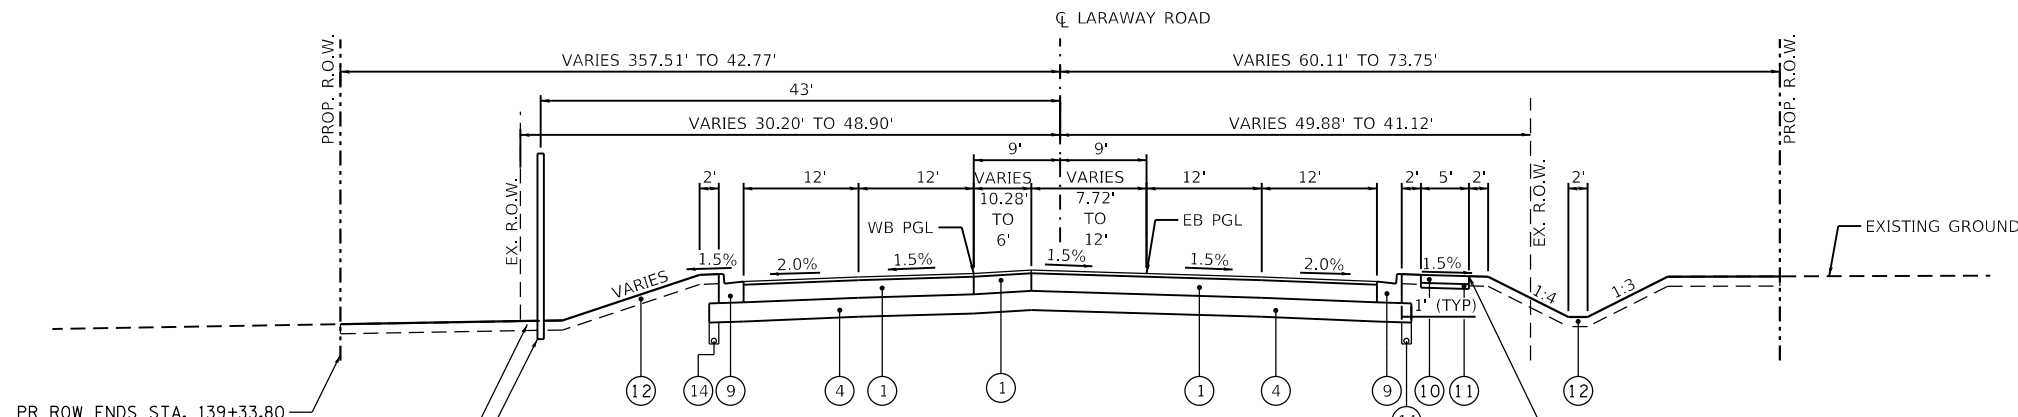 ℄ LARAWAY ROAD
VARIES 357.51' TO 42.77'
VARIES 60.11' TO 73.75'
PROP. R.O.W.
PROP. R.O.W.
43'
VARIES 30.20' TO 48.90'
VARIES 49.88' TO 41.12'
EX. R.O.W.
EX. R.O.W.
9'
9'
2'
12'
12'
VARIES
10.28'
TO
6'
VARIES
7.72'
TO
12'
12'
12'
2'
5'
2'
2'
WB PGL
EB PGL
EXISTING GROUND
VARIES
1.5%
2.0%
1.5%
1.5%
1.5%
2.0%
1.5%
1:4
1:3
1' (TYP)
12
14
9
4
1
1
1
4
9
10
11
12
14
PR ROW ENDS STA. 139+33.80